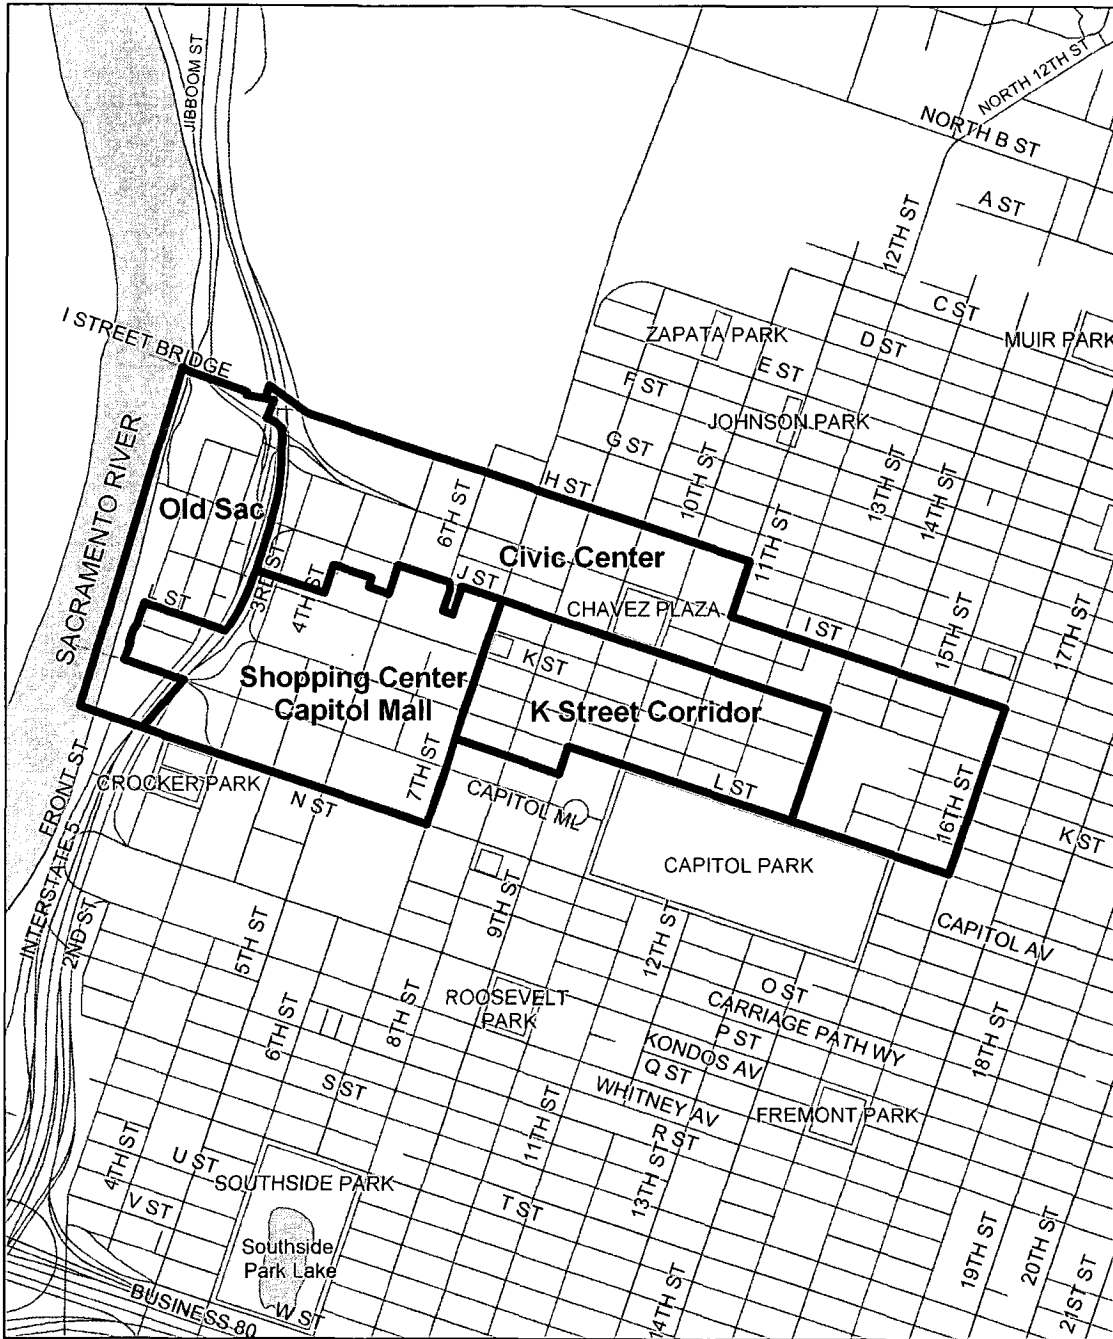 JIBBOOM ST
NORTH 12TH ST
NORTH B ST
A ST
12TH ST
C ST
I STREET BRIDGE
ZAPATA PARK
D ST
MUIR PARK
E ST
F ST
JOHNSON PARK
G ST
10TH ST
13TH ST
14TH ST
H ST
6TH ST
11TH ST
Old Sac
SACRAMENTO RIVER
Civic Center
3RD ST
4TH ST
J ST
CHAVEZ PLAZA
L ST
I ST
15TH ST
17TH ST
K ST
Shopping Center
Capitol Mall
K Street Corridor
7TH ST
L ST
16TH ST
FRONT ST
CROCKER PARK
N ST
CAPITOL ML
K ST
CAPITOL PARK
INTERSTATE 5
2ND ST
9TH ST
12TH ST
CAPITOL AV
5TH ST
ROOSEVELT
PARK
O ST
CARRIAGE PATH WY
6TH ST
8TH ST
P ST
KONDOS AV
Q ST
WHITNEY AV
18TH ST
S ST
FREMONT PARK
11TH ST
R ST
4TH ST
U ST
SOUTHSIDE PARK
13TH ST
T ST
V ST
Southside
Park Lake
19TH ST
20TH ST
21ST ST
W ST
BUSINESS 80
14TH ST